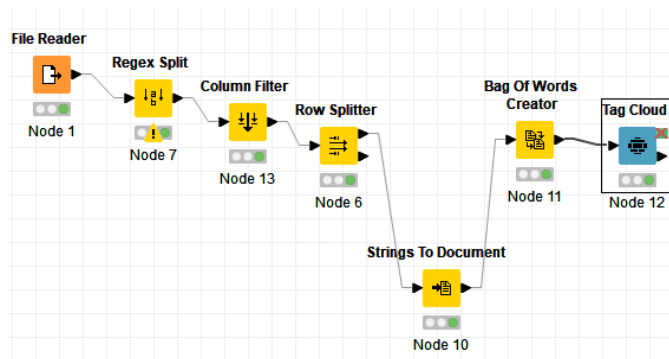 File Reader
Node 1
Regex Split
Node 7
Column Filter
Node 13
Row Splitter
Node 6
Strings To Document
Node 10
Bag Of Words
Creator
Node 11
Tag Cloud
Node 12